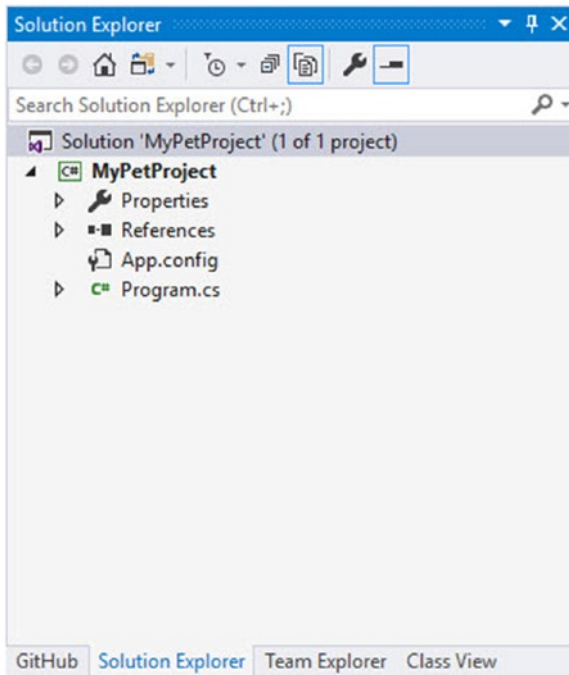 Solution Explorer
Search Solution Explorer (Ctrl+;)
Solution 'MyPetProject' (1 of 1 project)
C# MyPetProject
Properties
References
App.config
C# Program.cs
GitHub Solution Explorer Team Explorer Class View